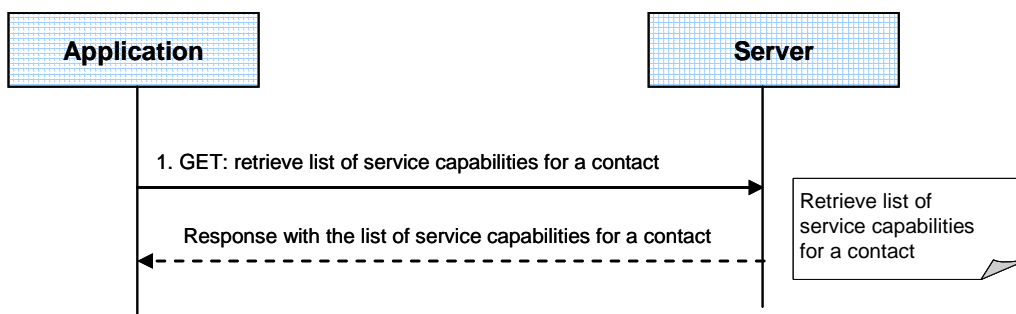 Application
Server
1. GET: retrieve list of service capabilities for a contact
Response with the list of service capabilities for a contact
Retrieve list of
service capabilities
for a contact